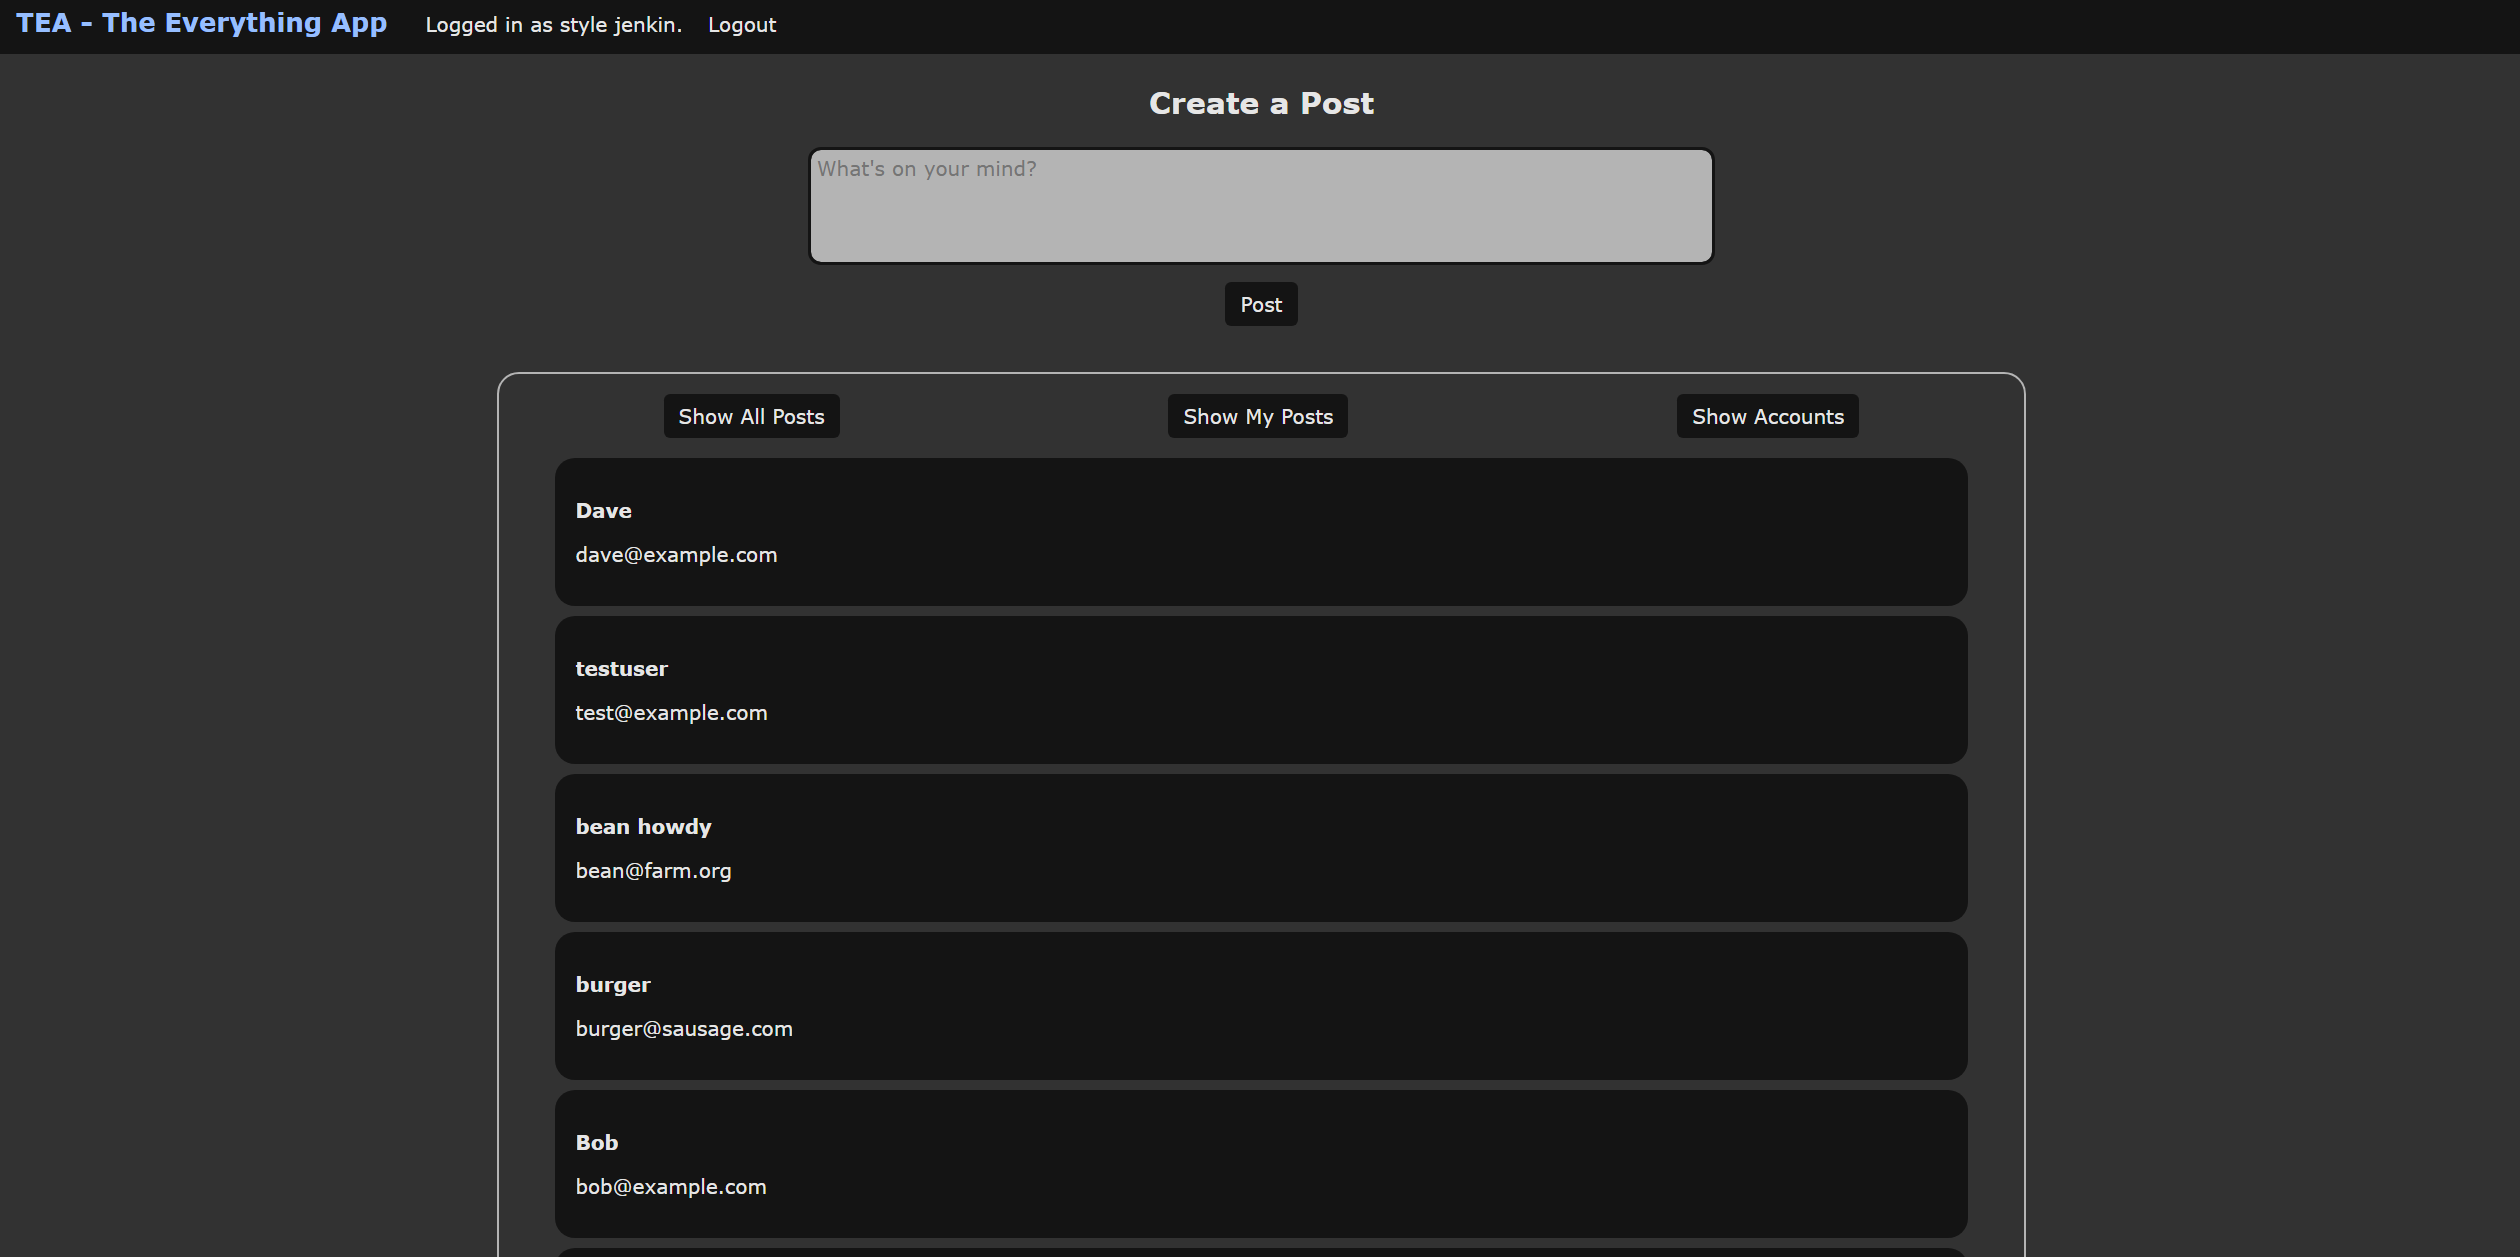 TEA – The Everything App Logged in as style jenkin. Logout
Create a Post
What's on your mind?
Post
Show All Posts Show My Posts Show Accounts
Dave
dave@example.com
testuser
test@example.com
bean howdy
bean@farm.org
burger
burger@sausage.com
Bob
bob@example.com